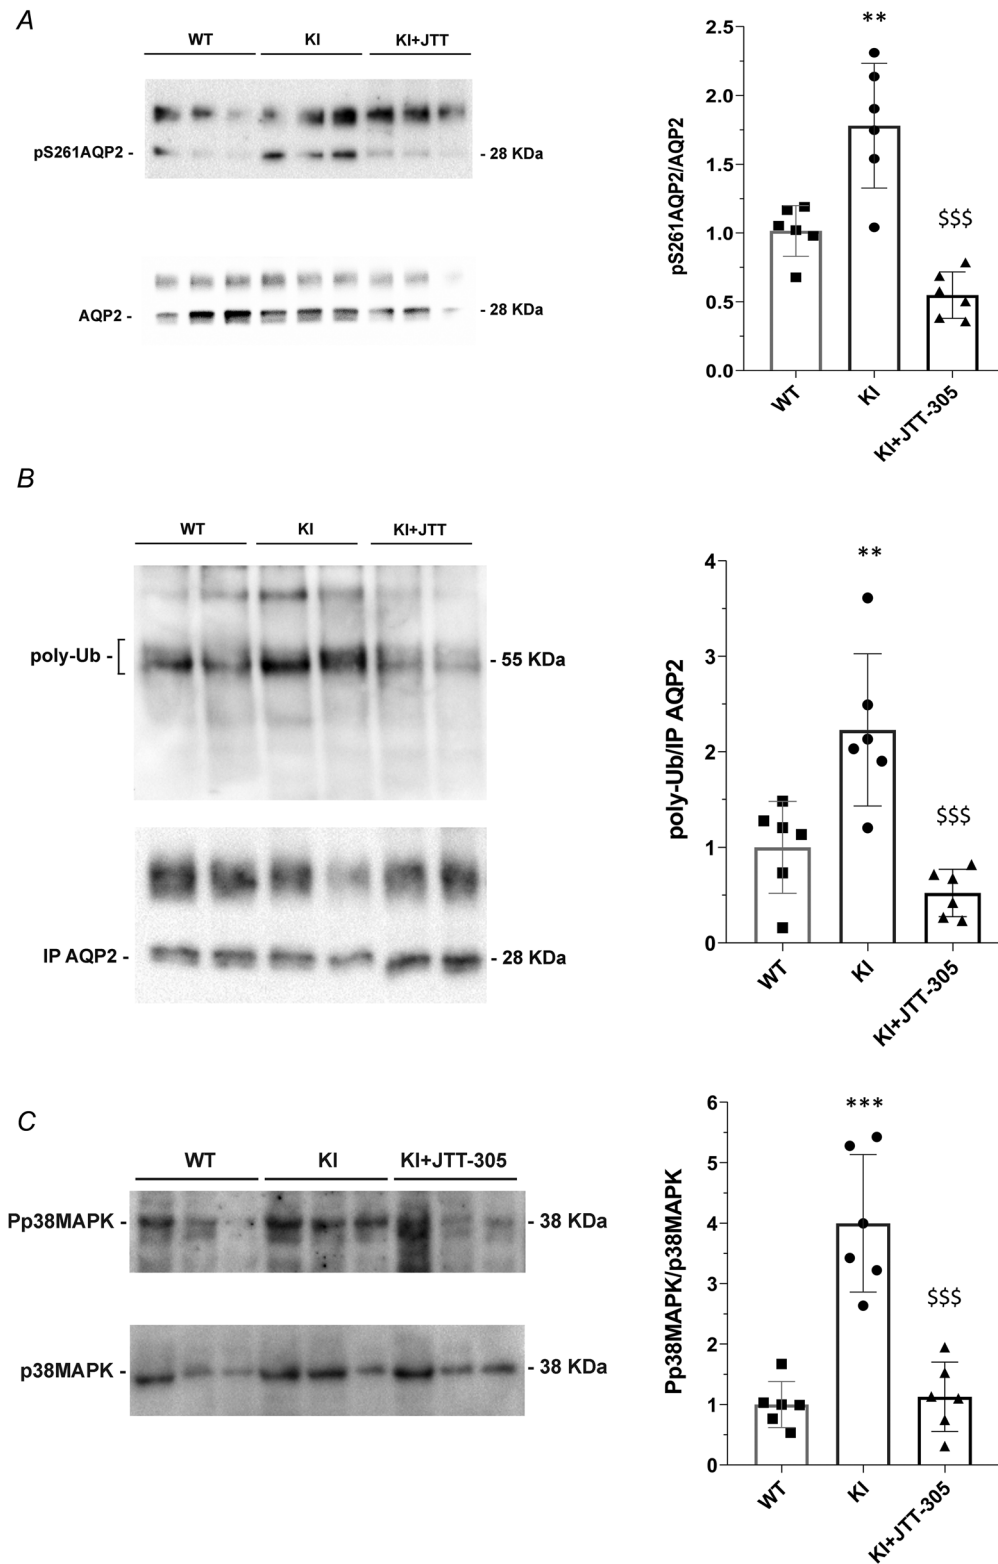 A
WT KI KI+JTT
pS261AQP2 - - 28 KDa
AQP2 - - 28 KDa
pS261AQP2/AQP2
2.5
2.0
1.5
1.0
0.5
0.0
**
$$$
WT KI KI+JTT-305
B
WT KI KI+JTT
poly-Ub - - 55 KDa
IP AQP2 - - 28 KDa
poly-Ub/IP AQP2
4
3
2
1
0
**
$$$
WT KI KI+JTT-305
C
WT KI KI+JTT-305
Pp38MAPK - - 38 KDa
p38MAPK - - 38 KDa
Pp38MAPK/p38MAPK
6
5
4
3
2
1
0
***
$$$
WT KI KI+JTT-305